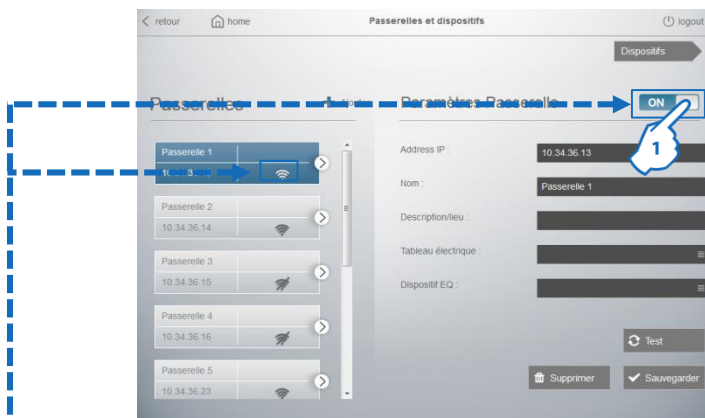 retour
home
Passerelles et dispositifs
logout
Dispositifs
Passerelles
Paramètres Passerelle
ON
1
Passerelle 1
Passerelle 2
10.34.36.14
Passerelle 3
10.34.36.15
Passerelle 4
10.34.36.16
Passerelle 5
10.34.36.23
Address IP :
10.34.36.13
Nom :
Passerelle 1
Description/lieu :
Tableau électrique :
Dispositif EQ :
Test
Supprimer
Sauvegarder